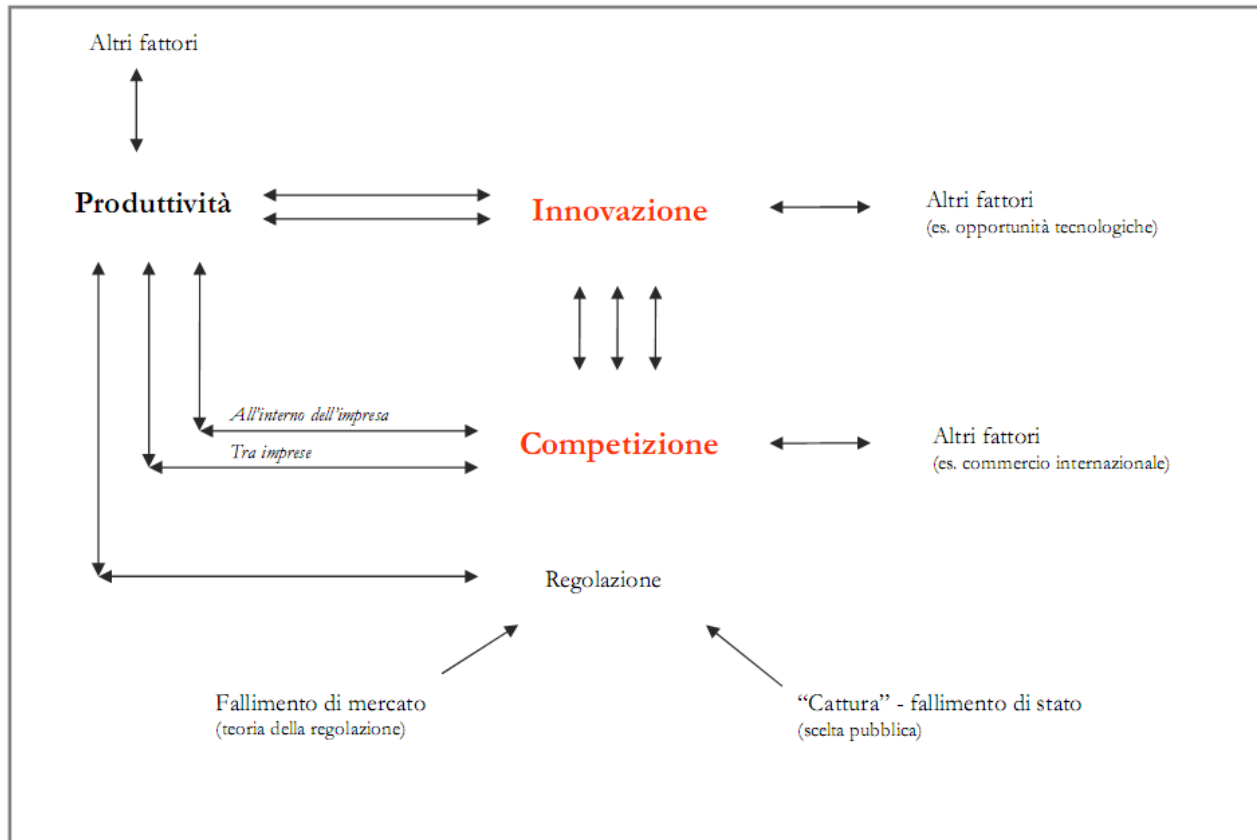 Altri fattori
Produttività
Innovazione
Altri fattori
(es. opportunità tecnologiche)
All'interno dell'impresa
Tra imprese
Competizione
Altri fattori
(es. commercio internazionale)
Regolazione
Fallimento di mercato
(teoria della regolazione)
“Cattura” - fallimento di stato
(scelta pubblica)